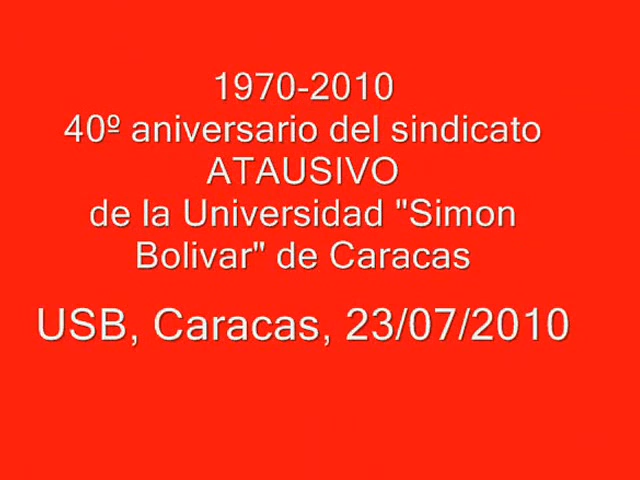 1970-2010
40º aniversario del sindicato
ATAUSIVO
de la Universidad "Simon
Bolivar" de Caracas
USB, Caracas, 23/07/2010